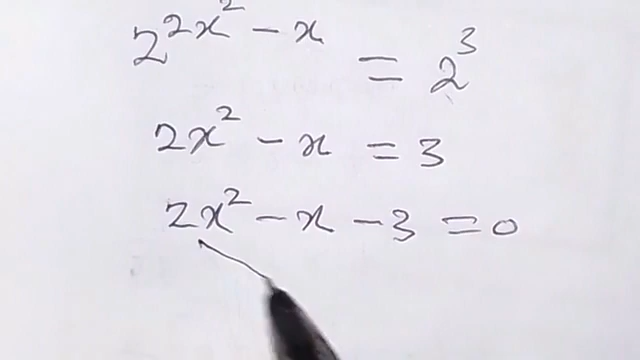 2^{2x^2 - x} = 2^3
2x^2 - x = 3
2x^2 - x - 3 = 0